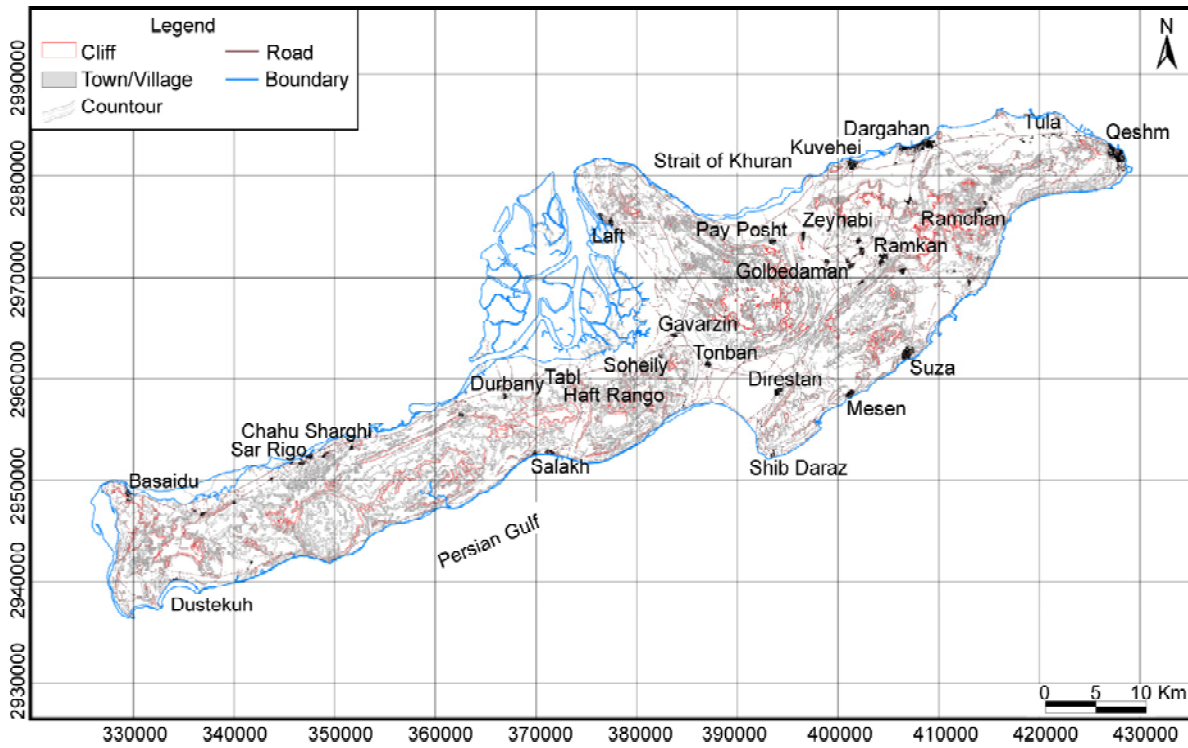 Legend
Cliff
Road
Town/Village
Boundary
Countour
N
2990000
2980000
2970000
2960000
2950000
2940000
2930000
Tula
Dargahan
Qeshm
Kuvehei
Strait of Khuran
Ramichan
Zeyhabi
Pay Posht
Laft
Ramkan
Golbedaman
Gavarzin
Tonban
Soheily
Suza
Tabl
Direstan
Durbany
Haft Rango
Mesen
Chahu Sharghi
Sar Rigo
Salakh
Shib Daraz
Basaidu
Persian Gulf
Dustekuh
0 5 10 Km
330000 340000 350000 360000 370000 380000 390000 400000 410000 420000 430000